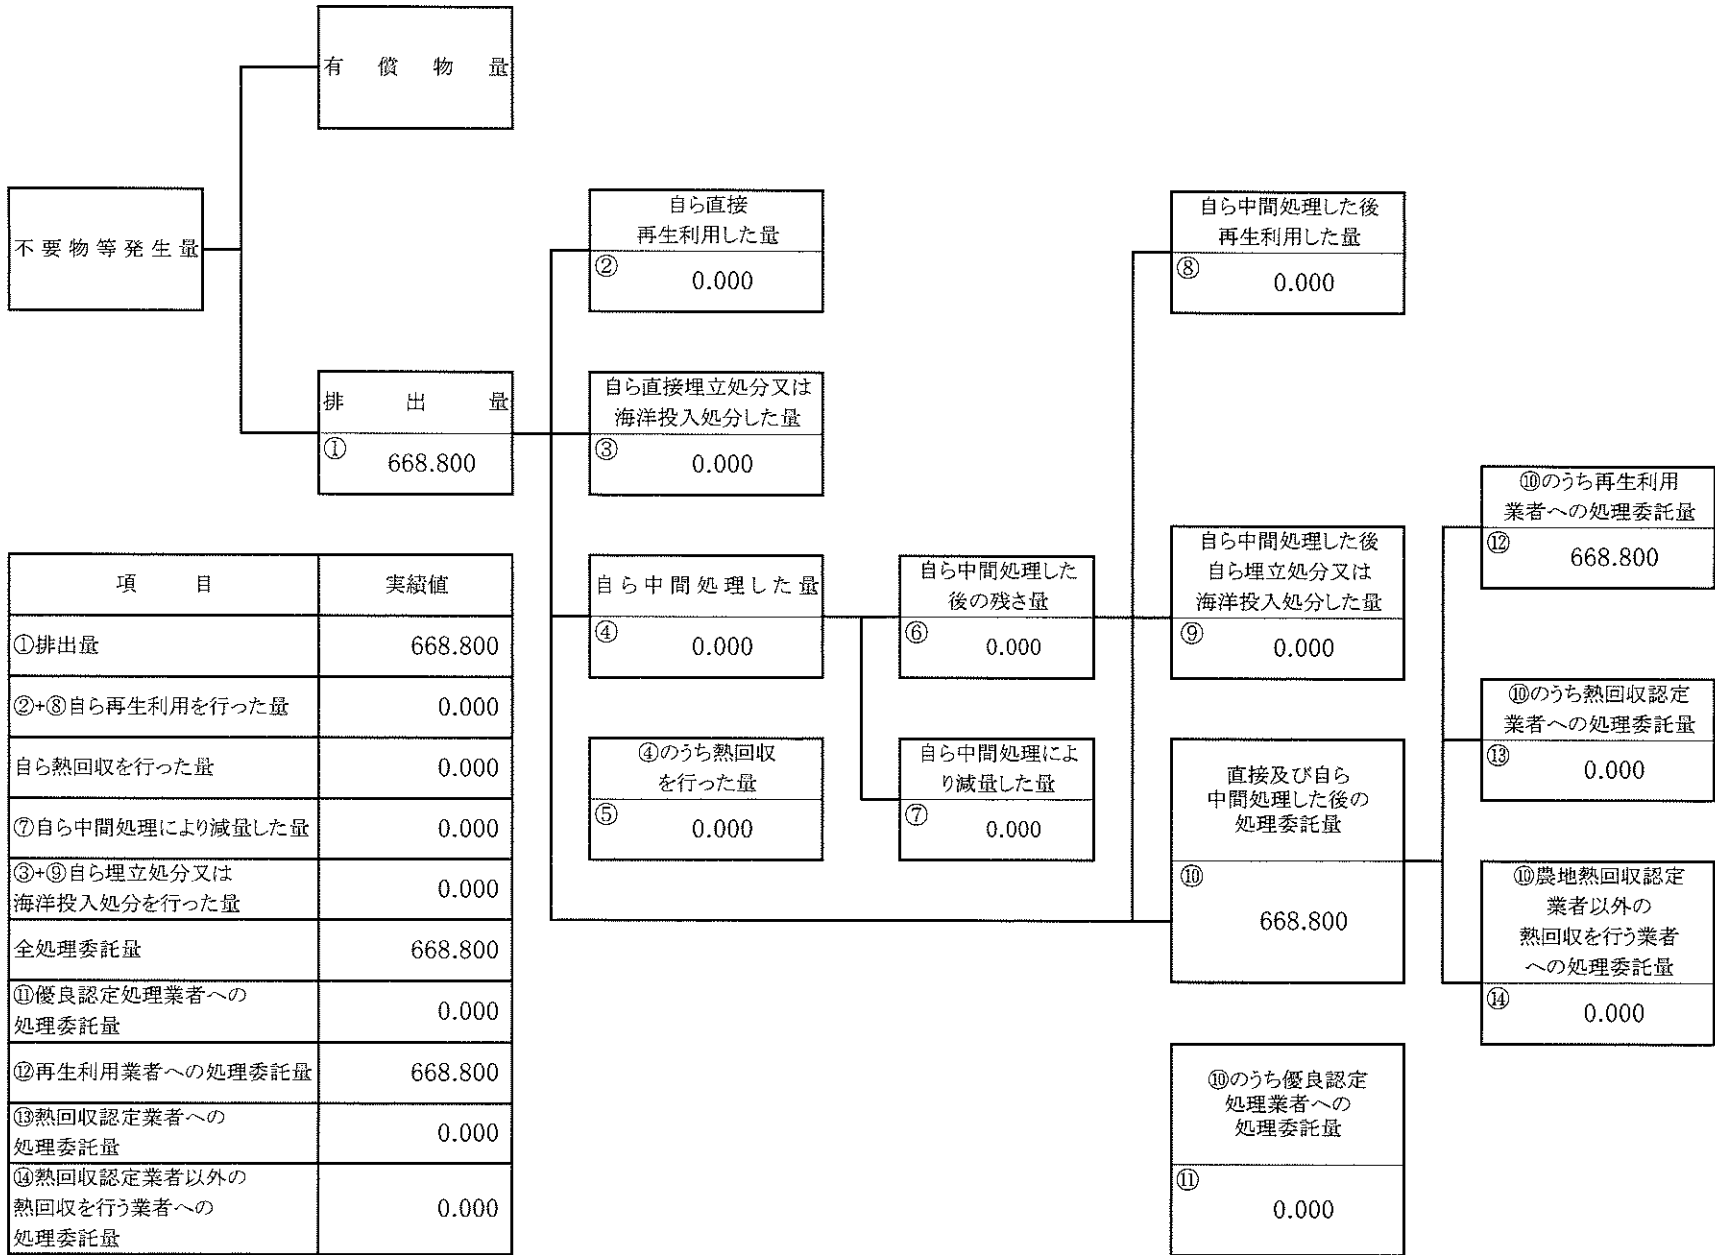 有償物量
不要物等発生量
排出量
① 668.800
自ら直接
再生利用した量
② 0.000
自ら直接埋立処分又は
海洋投入処分した量
③ 0.000
自ら中間処理した量
④ 0.000
④のうち熱回収
を行った量
⑤ 0.000
自ら中間処理した
後の残さ量
⑥ 0.000
自ら中間処理によ
り減量した量
⑦ 0.000
自ら中間処理した後
再生利用した量
⑧ 0.000
自ら中間処理した後
自ら埋立処分又は
海洋投入処分した量
⑨ 0.000
直接及び自ら
中間処理した後の
処理委託量
⑩
668.800
⑩のうち優良認定
処理業者への
処理委託量
⑪
0.000
⑩のうち再生利用
業者への処理委託量
⑫ 668.800
⑩のうち熱回収認定
業者への処理委託量
⑬ 0.000
⑩農地熱回収認定
業者以外の
熱回収を行う業者
への処理委託量
⑭ 0.000
項目 実績値
①排出量 668.800
②+⑧自ら再生利用を行った量 0.000
自ら熱回収を行った量 0.000
⑦自ら中間処理により減量した量 0.000
③+⑨自ら埋立処分又は
海洋投入処分を行った量 0.000
全処理委託量 668.800
⑪優良認定処理業者への
処理委託量 0.000
⑫再生利用業者への処理委託量 668.800
⑬熱回収認定業者への
処理委託量 0.000
⑭熱回収認定業者以外の
熱回収を行う業者への 0.000
処理委託量